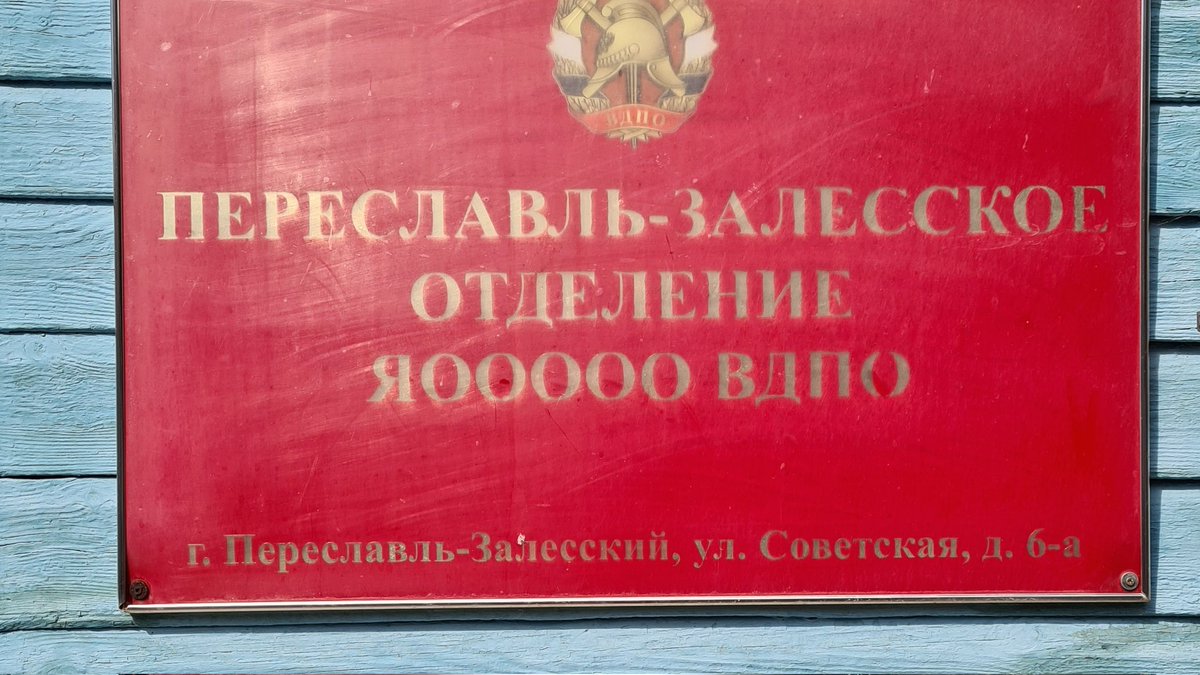 ВДПО
ПЕРЕСЛАВЛЬ-ЗАЛЕССКОЕ
ОТДЕЛЕНИЕ
ЯООООО ВДПО
г. Переславль-Залесский, ул. Советская, д. 6-а